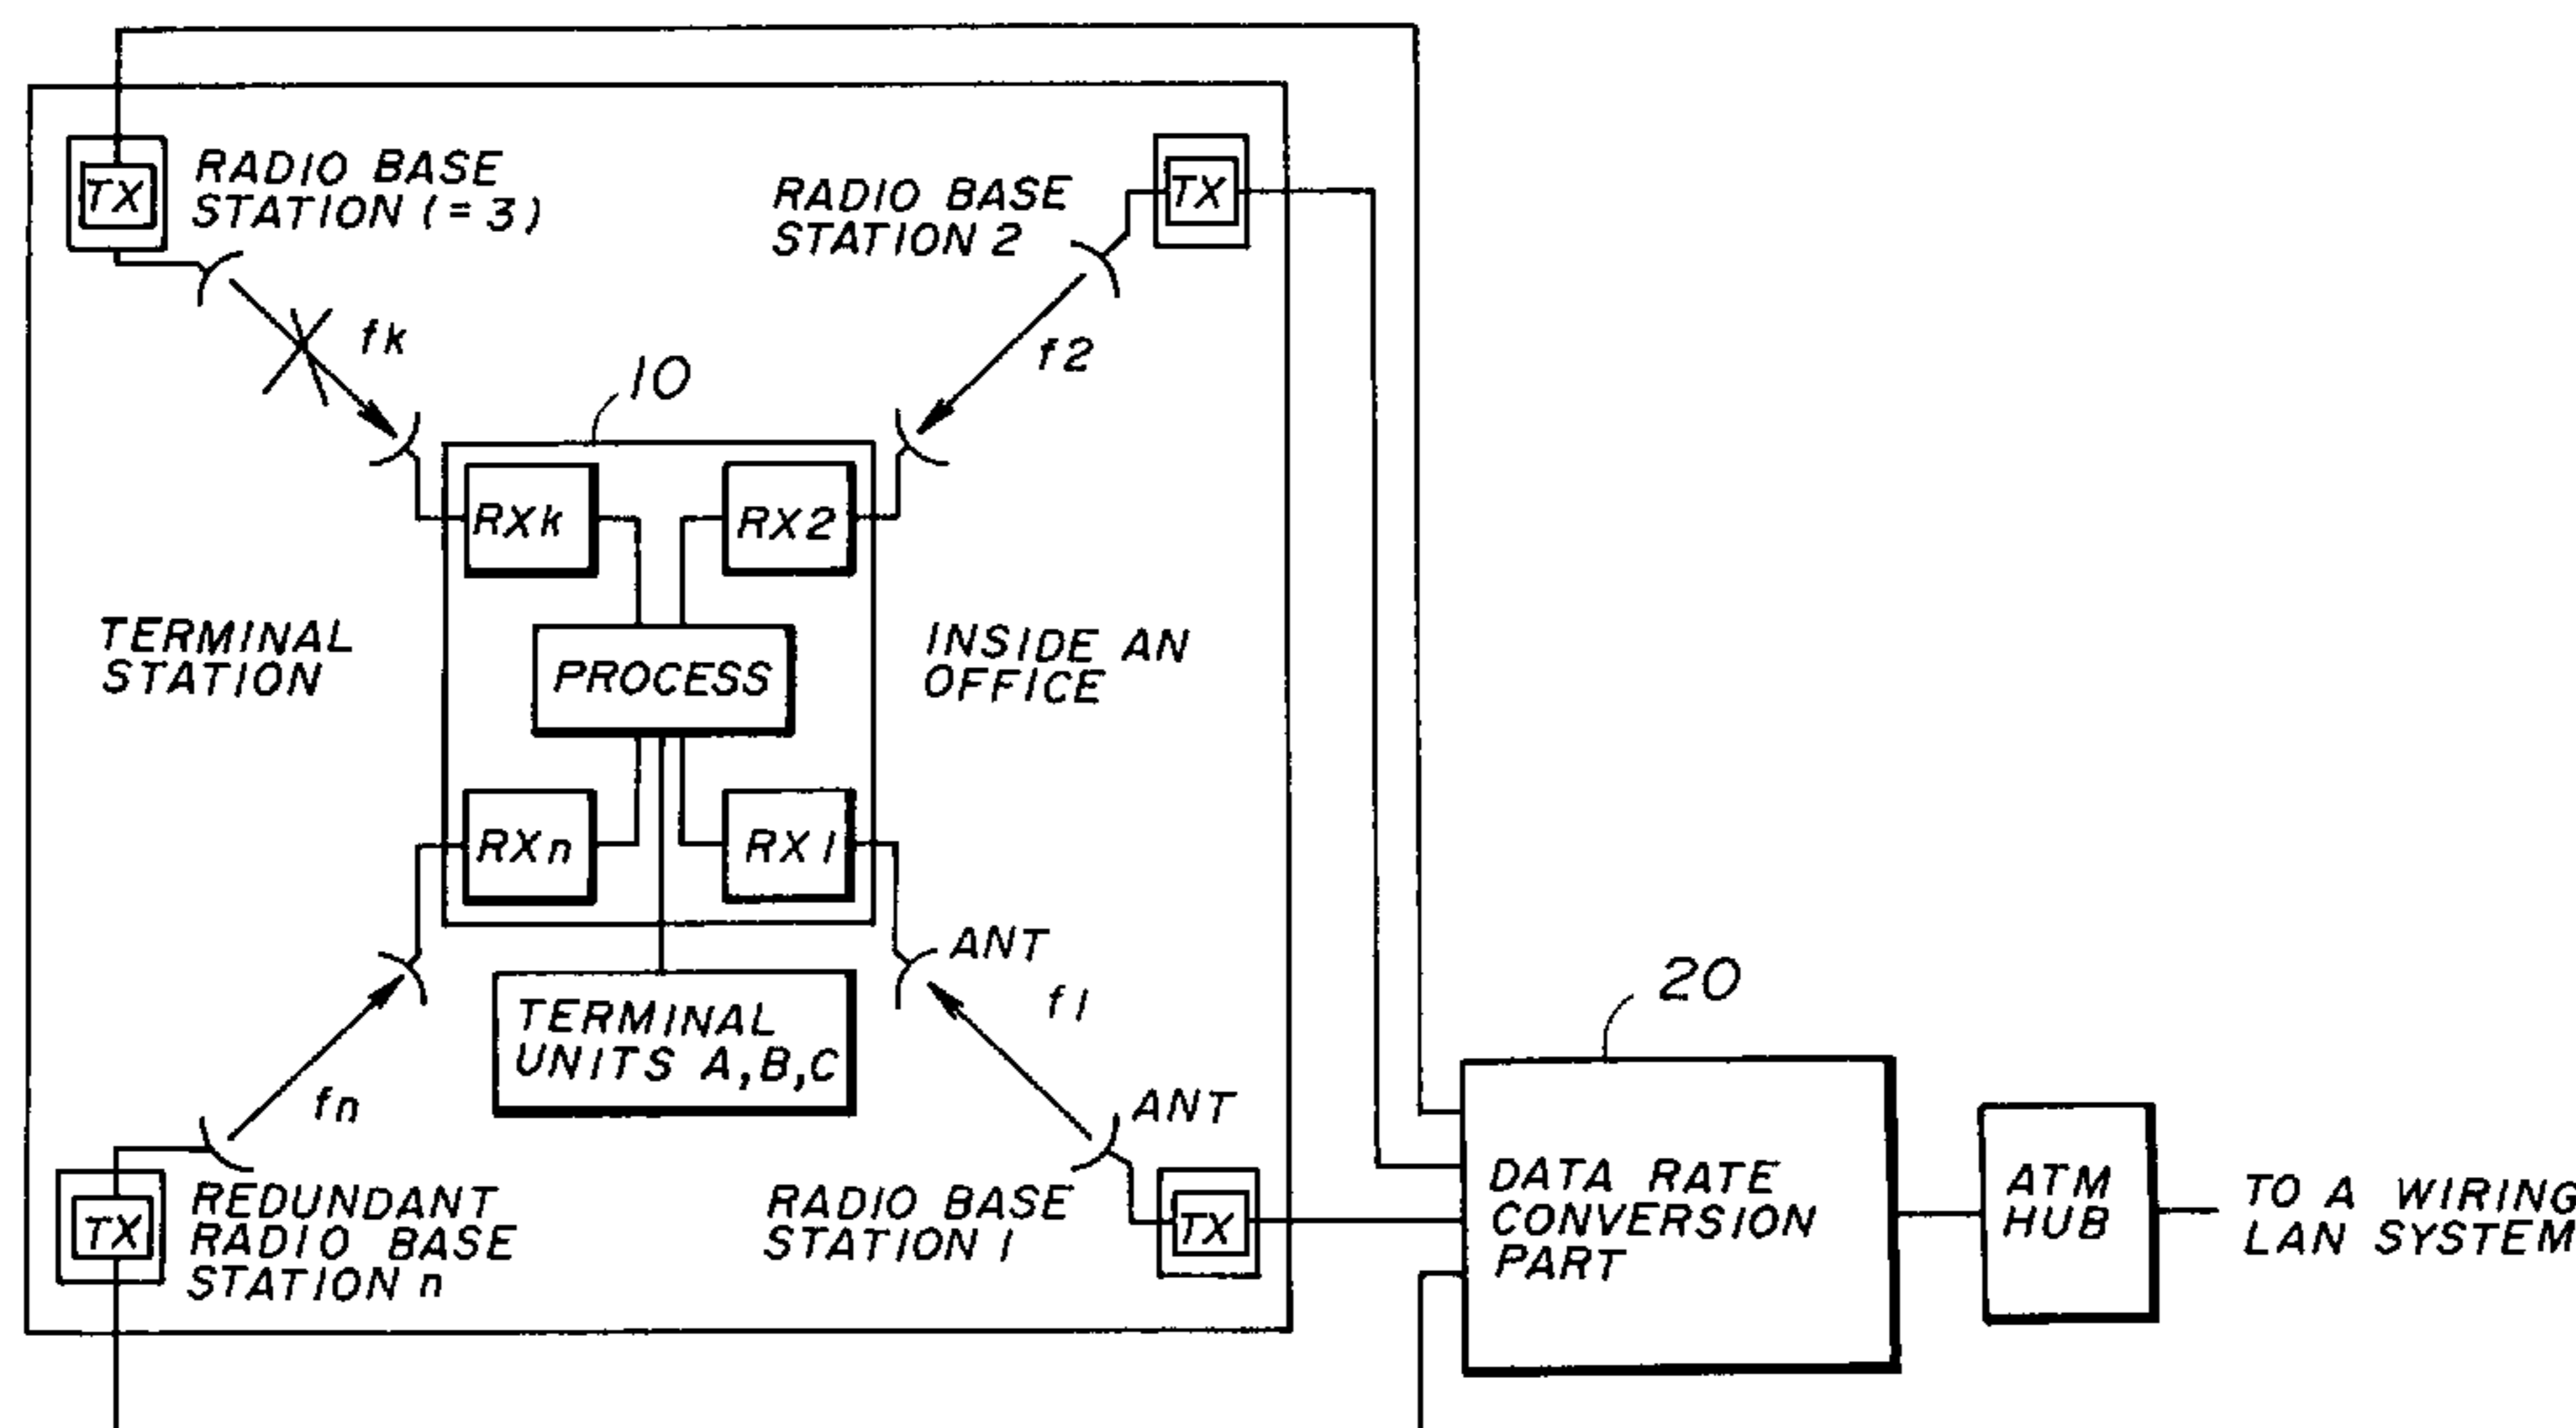 TX
RADIO BASE
STATION (=3)
RADIO BASE
STATION 2
TX
fk
f2
10
RXk
RX2
TERMINAL
STATION
PROCESS
INSIDE AN
OFFICE
RXn
RX1
ANT
f1
TERMINAL
UNITS A,B,C
20
fn
ANT
TX
REDUNDANT
RADIO BASE
STATION n
RADIO BASE
STATION 1
TX
DATA RATE
CONVERSION
PART
ATM
HUB
TO A WIRING
LAN SYSTEM